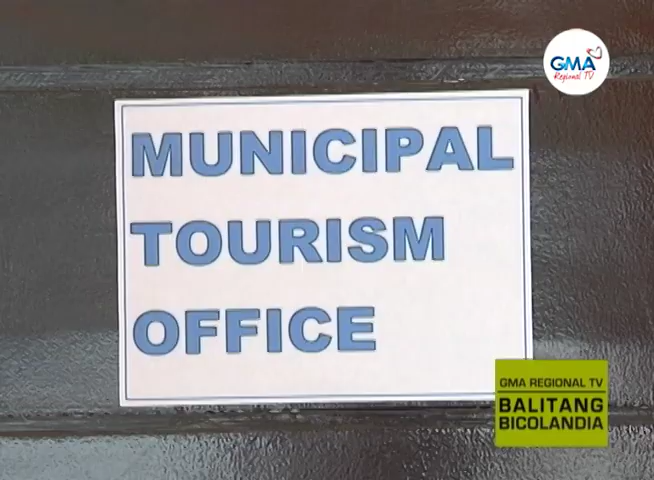 GMA
Regional TV
MUNICIPAL
TOURISM
OFFICE
GMA REGIONAL TV
BALITANG
BICOLANDIA